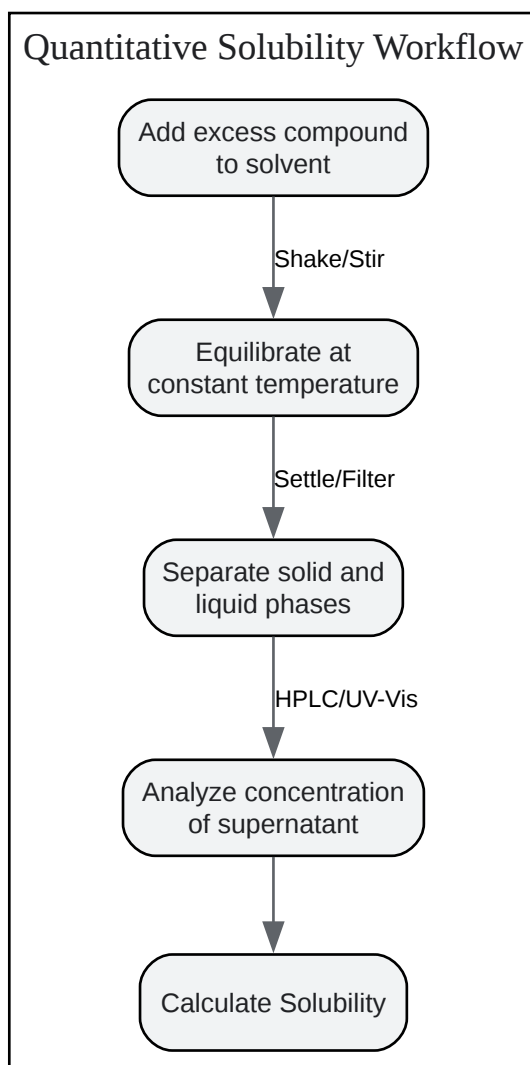 Quantitative Solubility Workflow
Add excess compound
to solvent
Shake/Stir
Equilibrate at
constant temperature
Settle/Filter
Separate solid and
liquid phases
HPLC/UV-Vis
Analyze concentration
of supernatant
Calculate Solubility